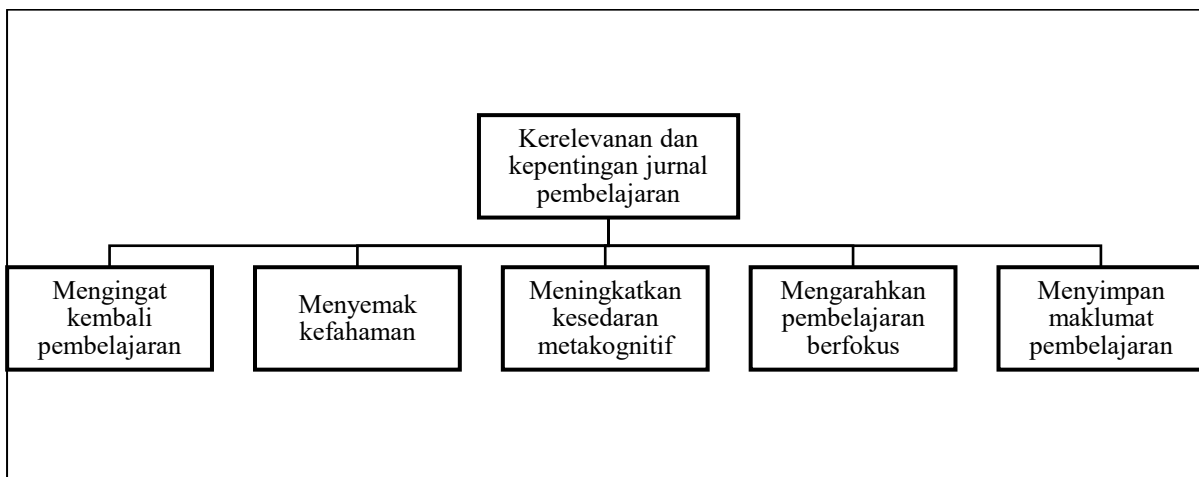 Kerelevanan dan
kepentingan jurnal
pembelajaran
Mengingat
kembali
pembelajaran
Menyemak
kefahaman
Meningkatkan
kesedaran
metakognitif
Mengarahkan
pembelajaran
berfokus
Menyimpan
maklumat
pembelajaran